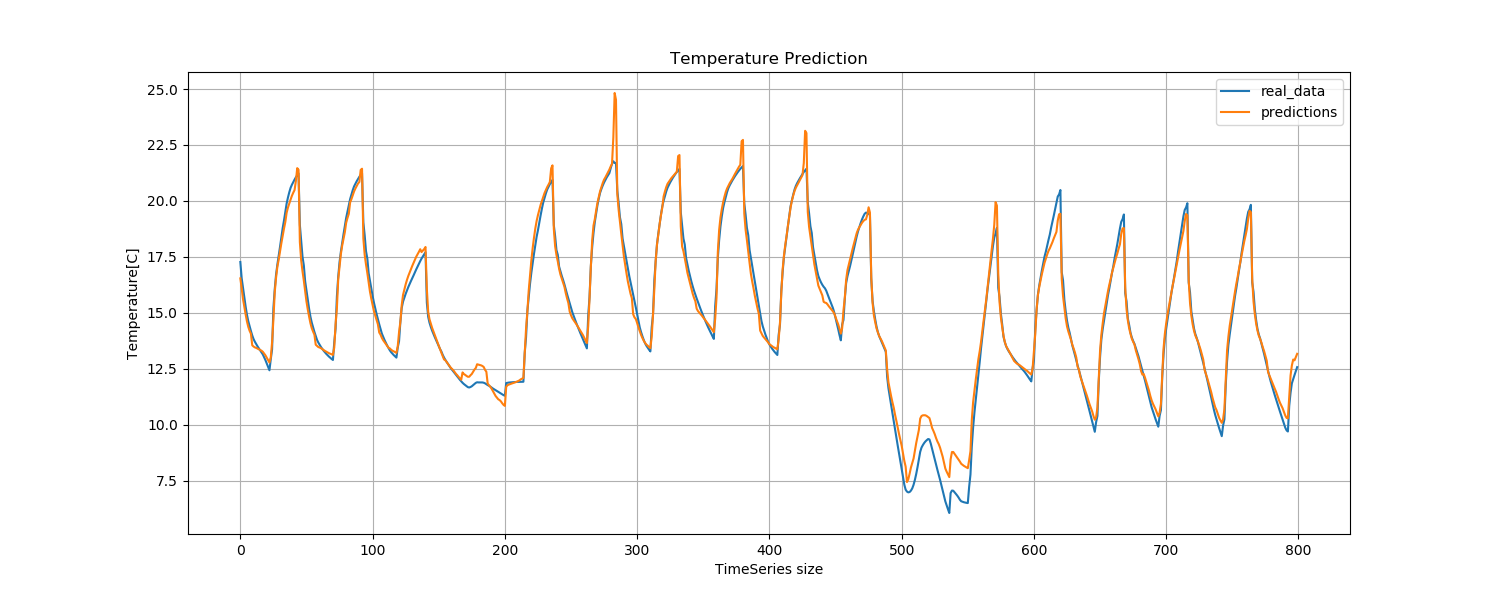 Temperature Prediction
real_data
predictions
Temperature[C]
25.0
22.5
20.0
17.5
15.0
12.5
10.0
7.5
0 100 200 300 400 500 600 700 800
TimeSeries size